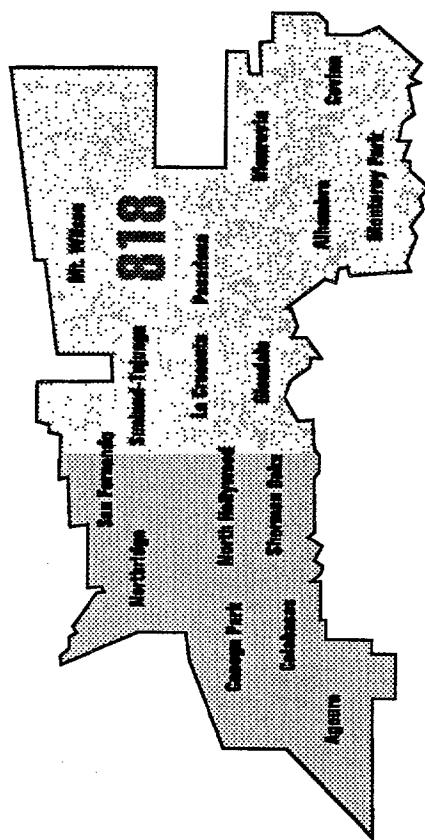 Mt. Wilson
818
San Fernando
Sunland-Tujunga
Northridge
La Crescenta
Pasadena
Monrovia
Covina
North Hollywood
Glendale
Canoga Park
Sherman Oaks
Alhambra
Calabasas
Monterey Park
Agoura